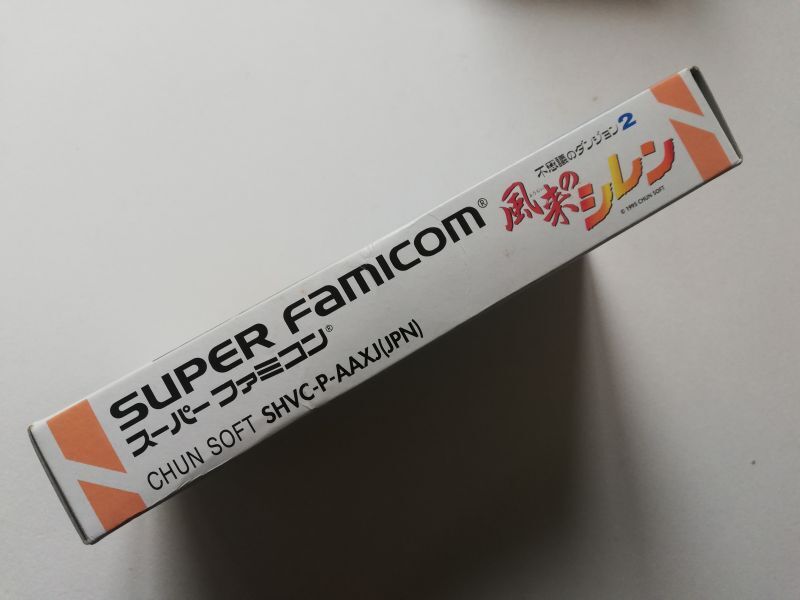 SUPER Famicom®
スーパーファミコン®
CHUN SOFT SHVC-P-AAXJ(JPN)
不思議のダンジョン2
風来のシレン
© 1995 CHUN SOFT